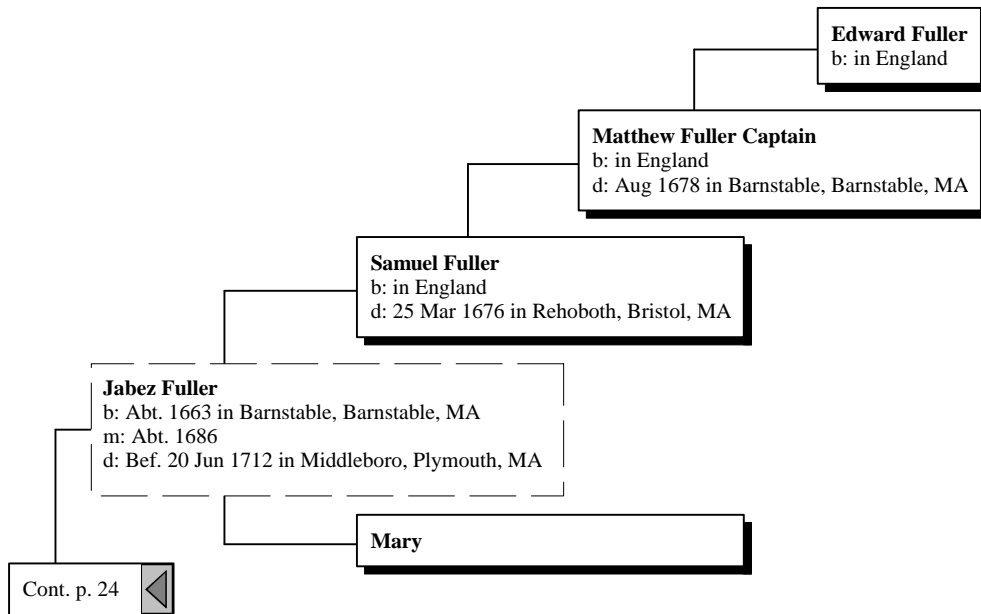 Edward Fuller
b: in England
Matthew Fuller Captain
b: in England
d: Aug 1678 in Barnstable, Barnstable, MA
Samuel Fuller
b: in England
d: 25 Mar 1676 in Rehoboth, Bristol, MA
Jabez Fuller
b: Abt. 1663 in Barnstable, Barnstable, MA
m: Abt. 1686
d: Bef. 20 Jun 1712 in Middleboro, Plymouth, MA
Mary
Cont. p. 24